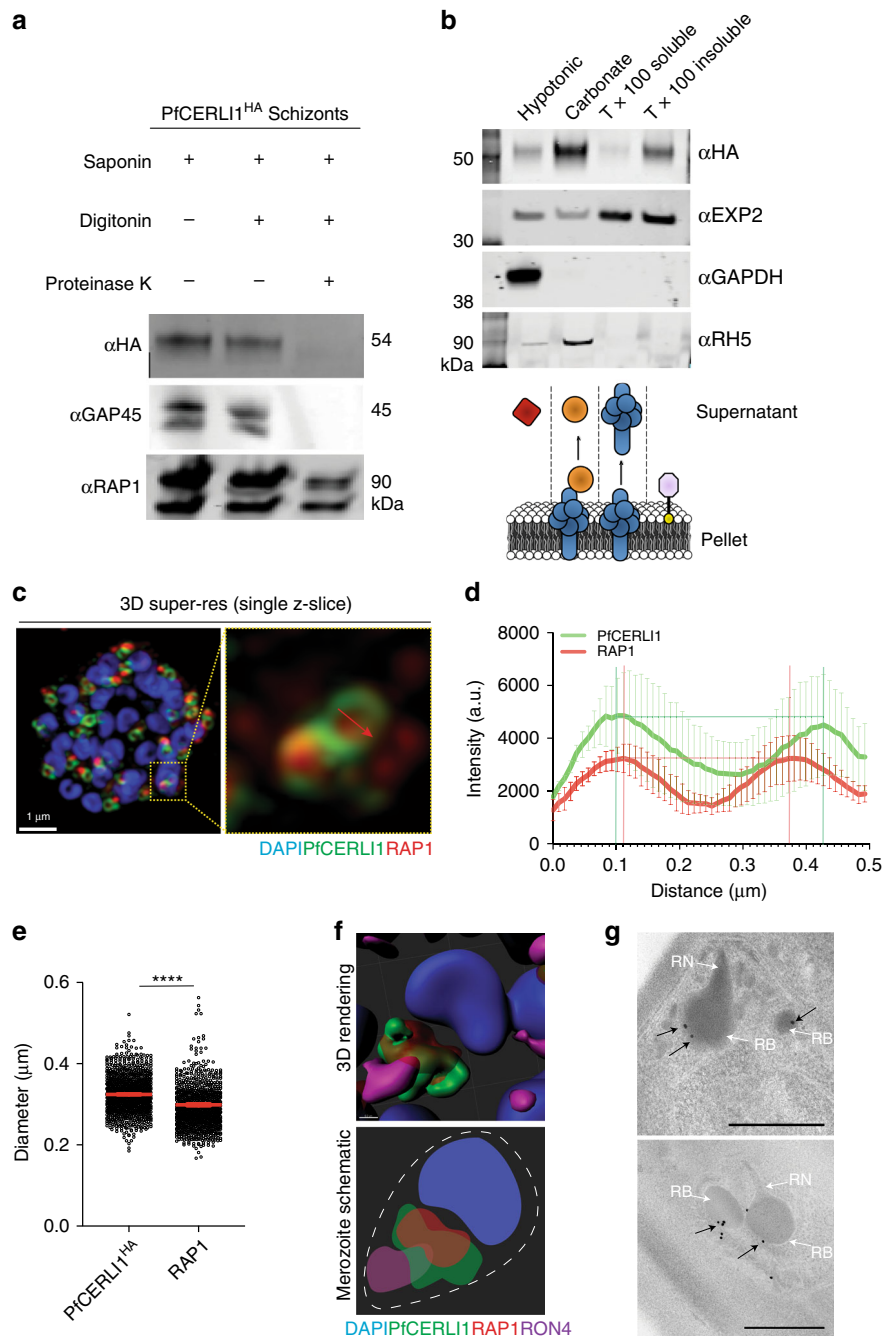 a
PfCERLI1HA Schizonts
Saponin + + +
Digitonin – + +
Proteinase K – – +
αHA 54
αGAP45 45
αRAP1 90
kDa
b
Hypotonic
Carbonate
T × 100 soluble
T × 100 insoluble
50 αHA
αEXP2
30
αGAPDH
38
90 αRH5
kDa
Supernatant
Pellet
c
3D super-res (single z-slice)
1 μm
DAPIPfCERLI1RAP1
d
PfCERLI1
RAP1
Intensity (a.u.)
8000
6000
4000
2000
0
0.0 0.1 0.2 0.3 0.4 0.5
Distance (μm)
e
****
Diameter (μm)
0.6
0.4
0.2
0.0
PfCERLI1HA
RAP1
f
3D rendering
Merozoite schematic
DAPIPfCERLI1RAP1RON4
g
RN
RB
RB
RB
RN
RB